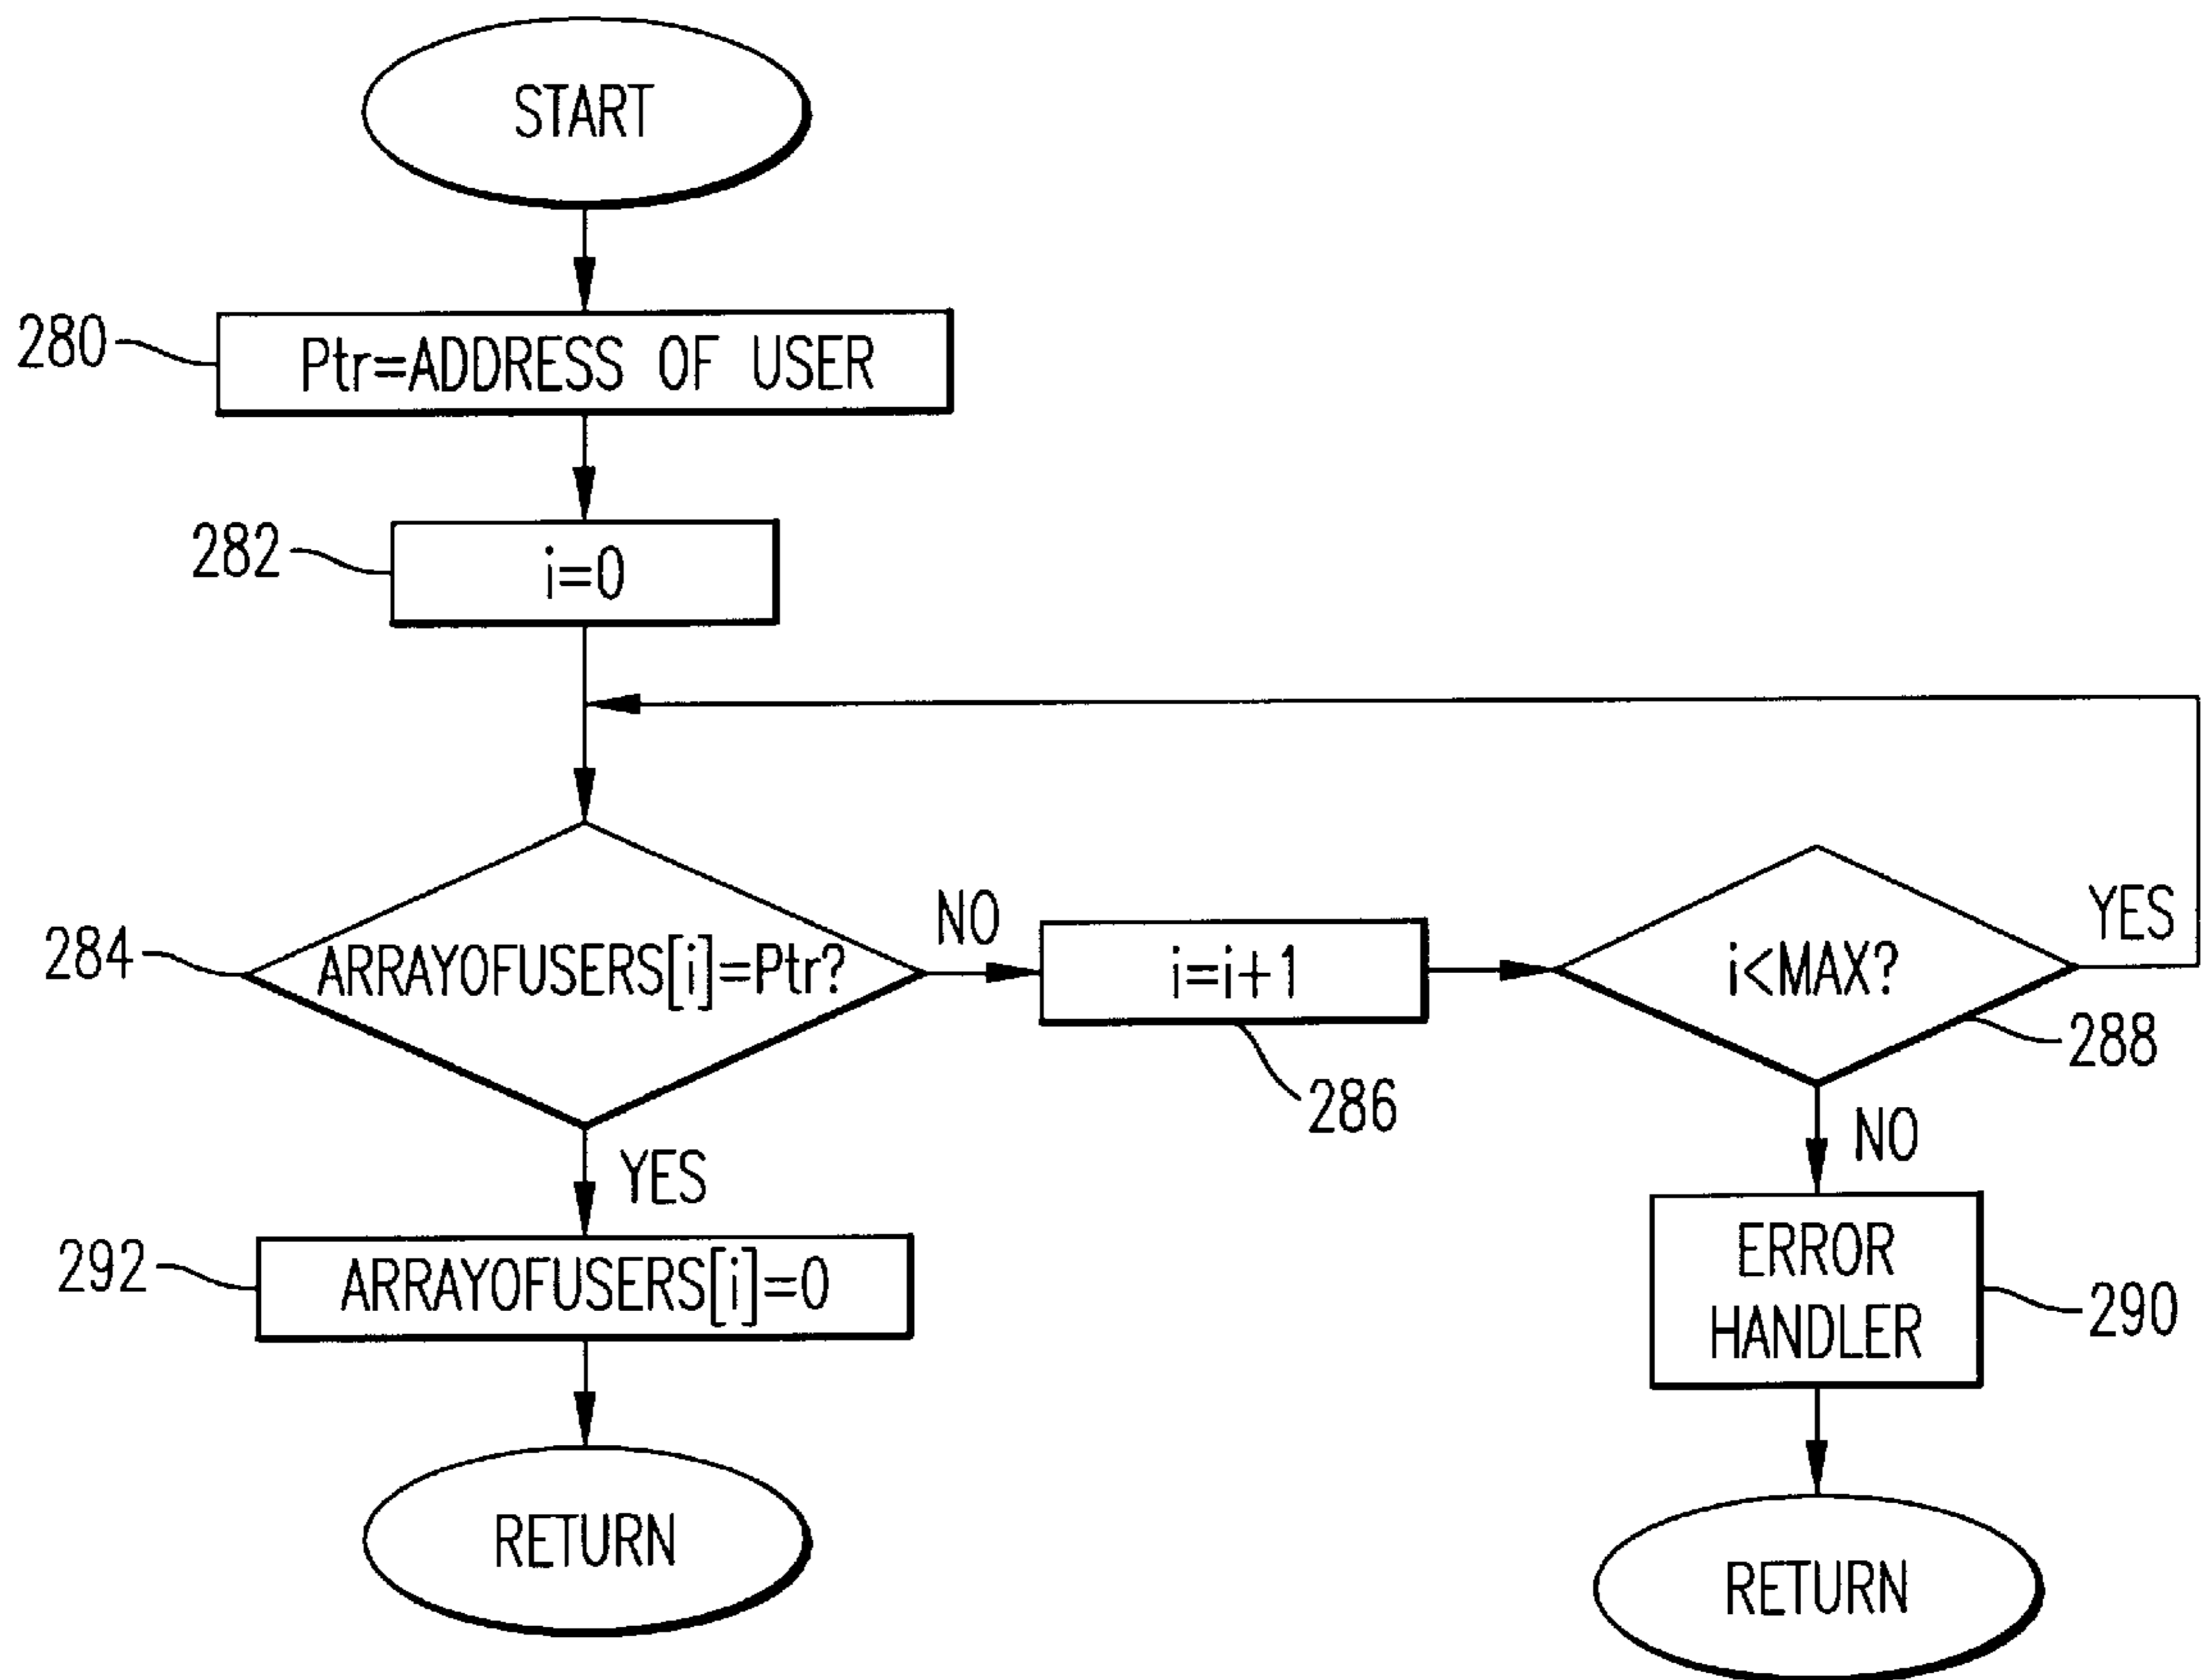 START
280
Ptr=ADDRESS OF USER
282
i=0
284
ARRAYOFUSERS[i]=Ptr?
NO
i=i+1
286
i<MAX?
YES
288
NO
YES
292
ARRAYOFUSERS[i]=0
ERROR
HANDLER
290
RETURN
RETURN